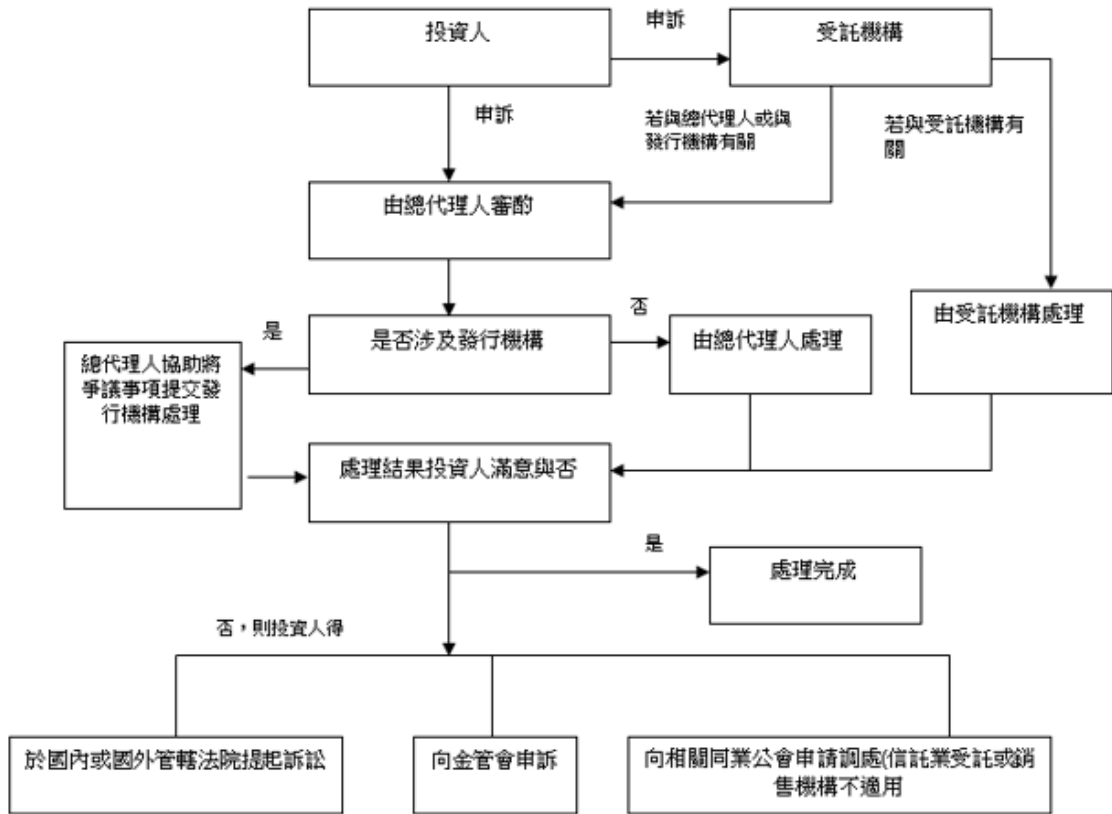 投資人
申訴
受託機構
申訴
若與總代理人或與
發行機構有關
若與受託機構有
關
由總代理人審酌
是
是否涉及發行機構
否
由總代理人處理
由受託機構處理
總代理人協助將
爭議事項提交發
行機構處理
處理結果投資人滿意與否
是
處理完成
否，則投資人得
於國內或國外管轄法院提起訴訟
向金管會申訴
向相關同業公會申請調處(信託業受託或銷
售機構不適用